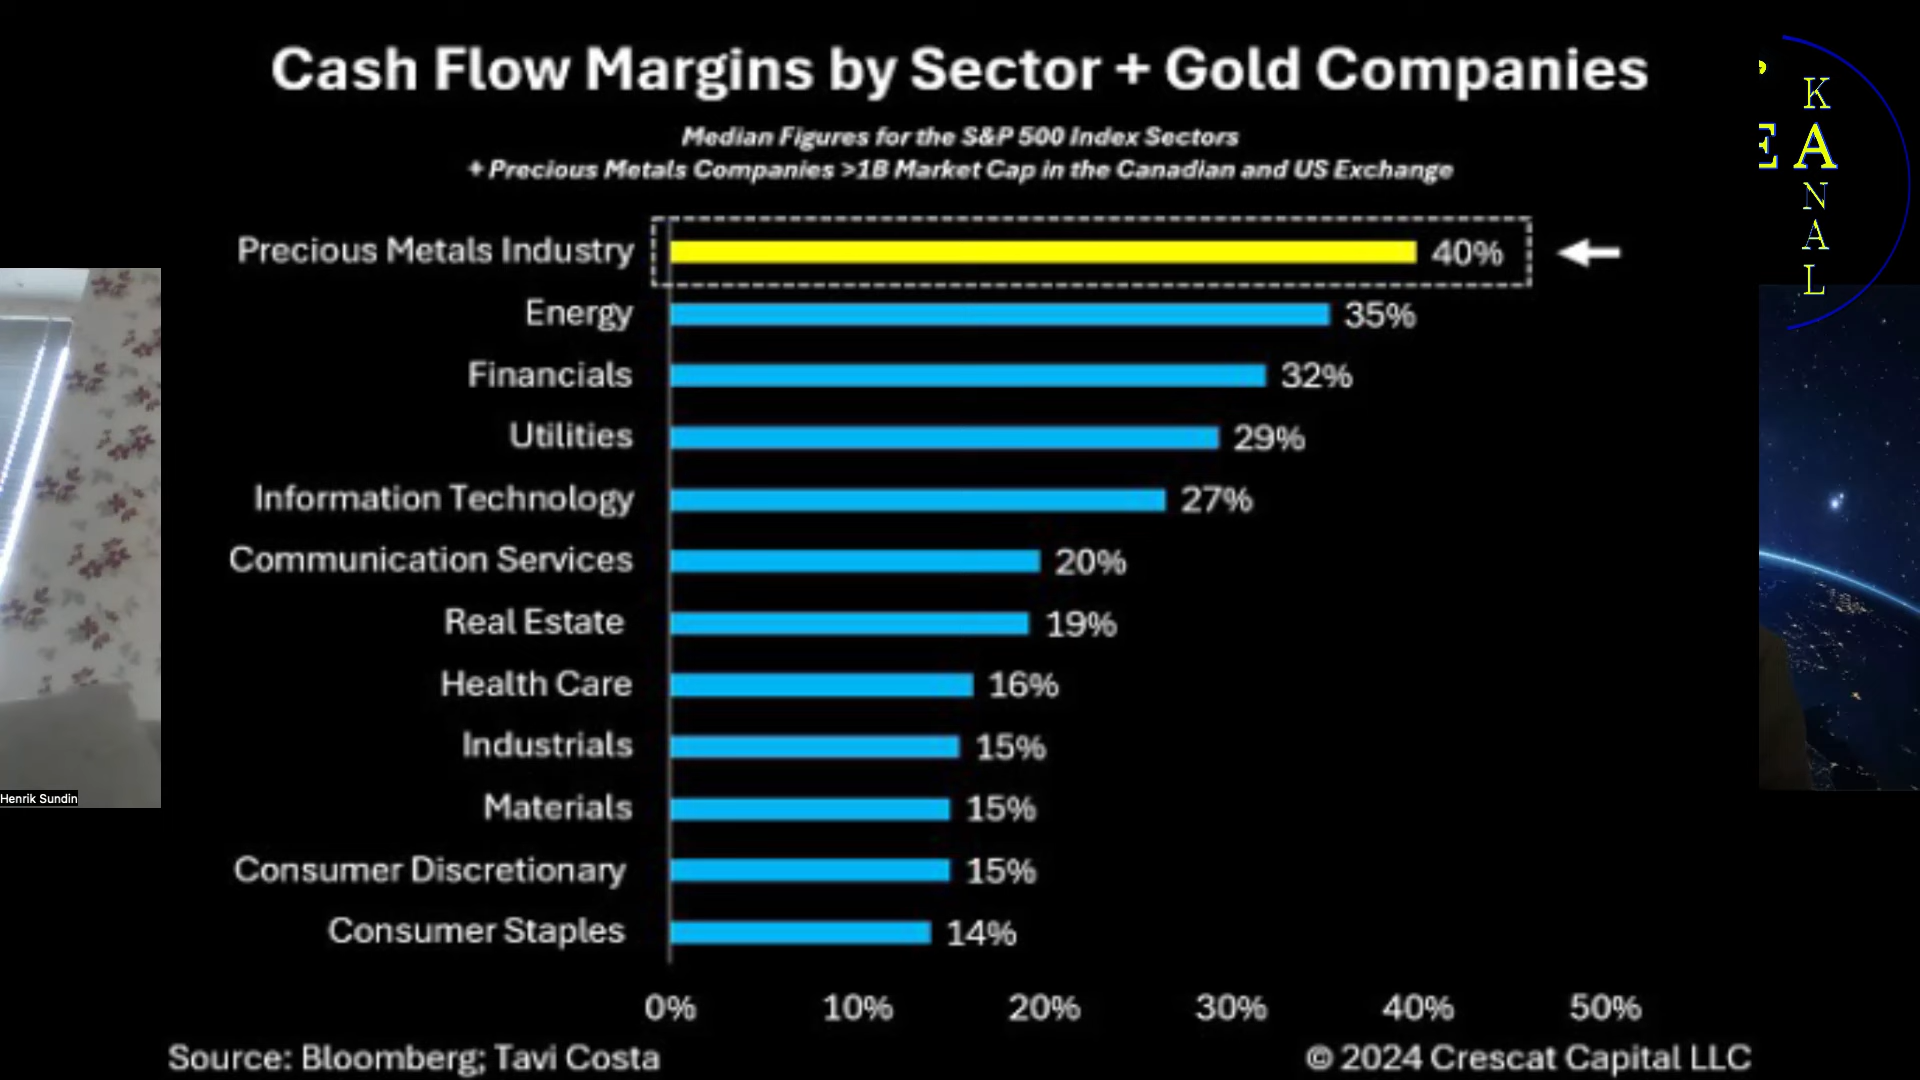 Cash Flow Margins by Sector + Gold Companies
Median Figures for the S&P 500 Index Sectors
+ Precious Metals Companies >1B Market Cap in the Canadian and US Exchange
Precious Metals Industry 40%
Energy 35%
Financials 32%
Utilities 29%
Information Technology 27%
Communication Services 20%
Real Estate 19%
Health Care 16%
Industrials 15%
Materials 15%
Consumer Discretionary 15%
Consumer Staples 14%
0% 10% 20% 30% 40% 50%
Source: Bloomberg; Tavi Costa
© 2024 Crescat Capital LLC
Henrik Sundin
KANAL